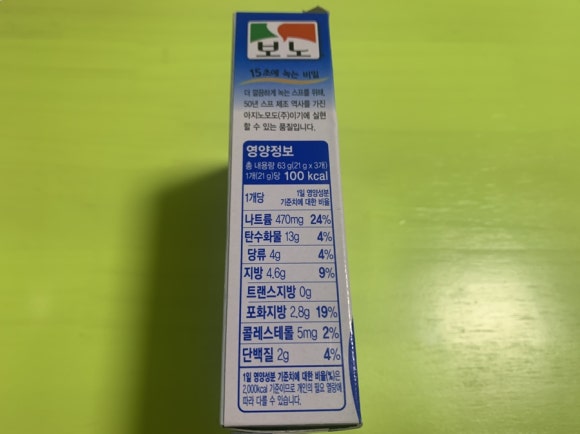 보노
15초에 녹는 비밀
더 말끔하게 녹는 스프를 위해,
50년 스프 제조 역사를 가진
아지노모도(주)이기에 실현
할 수 있는 품질입니다.
영양정보
총 내용량 63 g(21 g x 3개)
1개(21 g)당 100 kcal
1개당 1일 영양성분
기준치에 대한 비율
나트륨 470mg 24%
탄수화물 13g 4%
당류 4g 4%
지방 4.6g 9%
트랜스지방 0g
포화지방 2.8g 19%
콜레스테롤 5mg 2%
단백질 2g 4%
1일 영양성분 기준치에 대한 비율(%)은
2,000kcal 기준이므로 개인의 필요 열량에
따라 다를 수 있습니다.